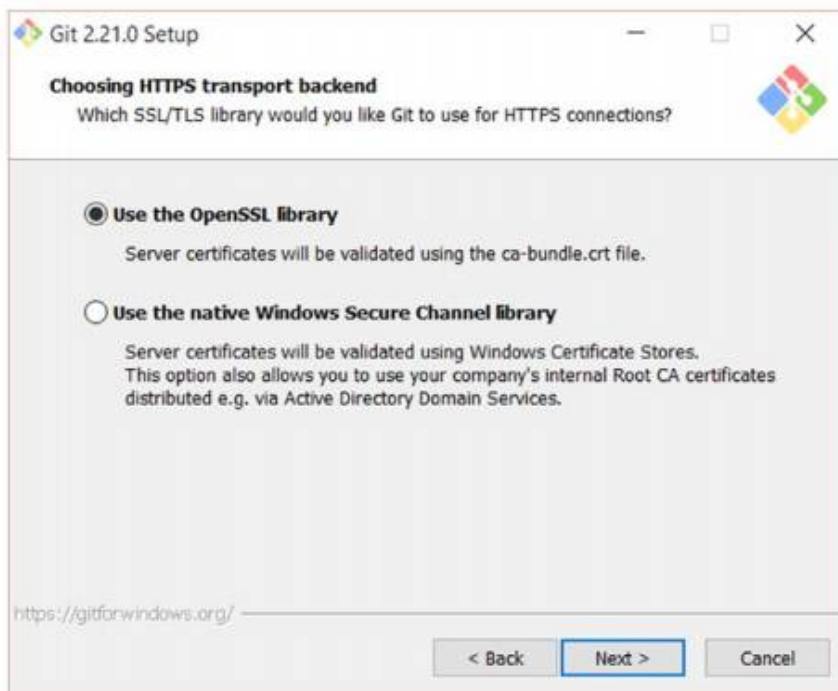 Git 2.21.0 Setup
Choosing HTTPS transport backend
Which SSL/TLS library would you like Git to use for HTTPS connections?
Use the OpenSSL library
Server certificates will be validated using the ca-bundle.crt file.
Use the native Windows Secure Channel library
Server certificates will be validated using Windows Certificate Stores.
This option also allows you to use your company's internal Root CA certificates
distributed e.g. via Active Directory Domain Services.
https://gitforwindows.org/
< Back Next > Cancel